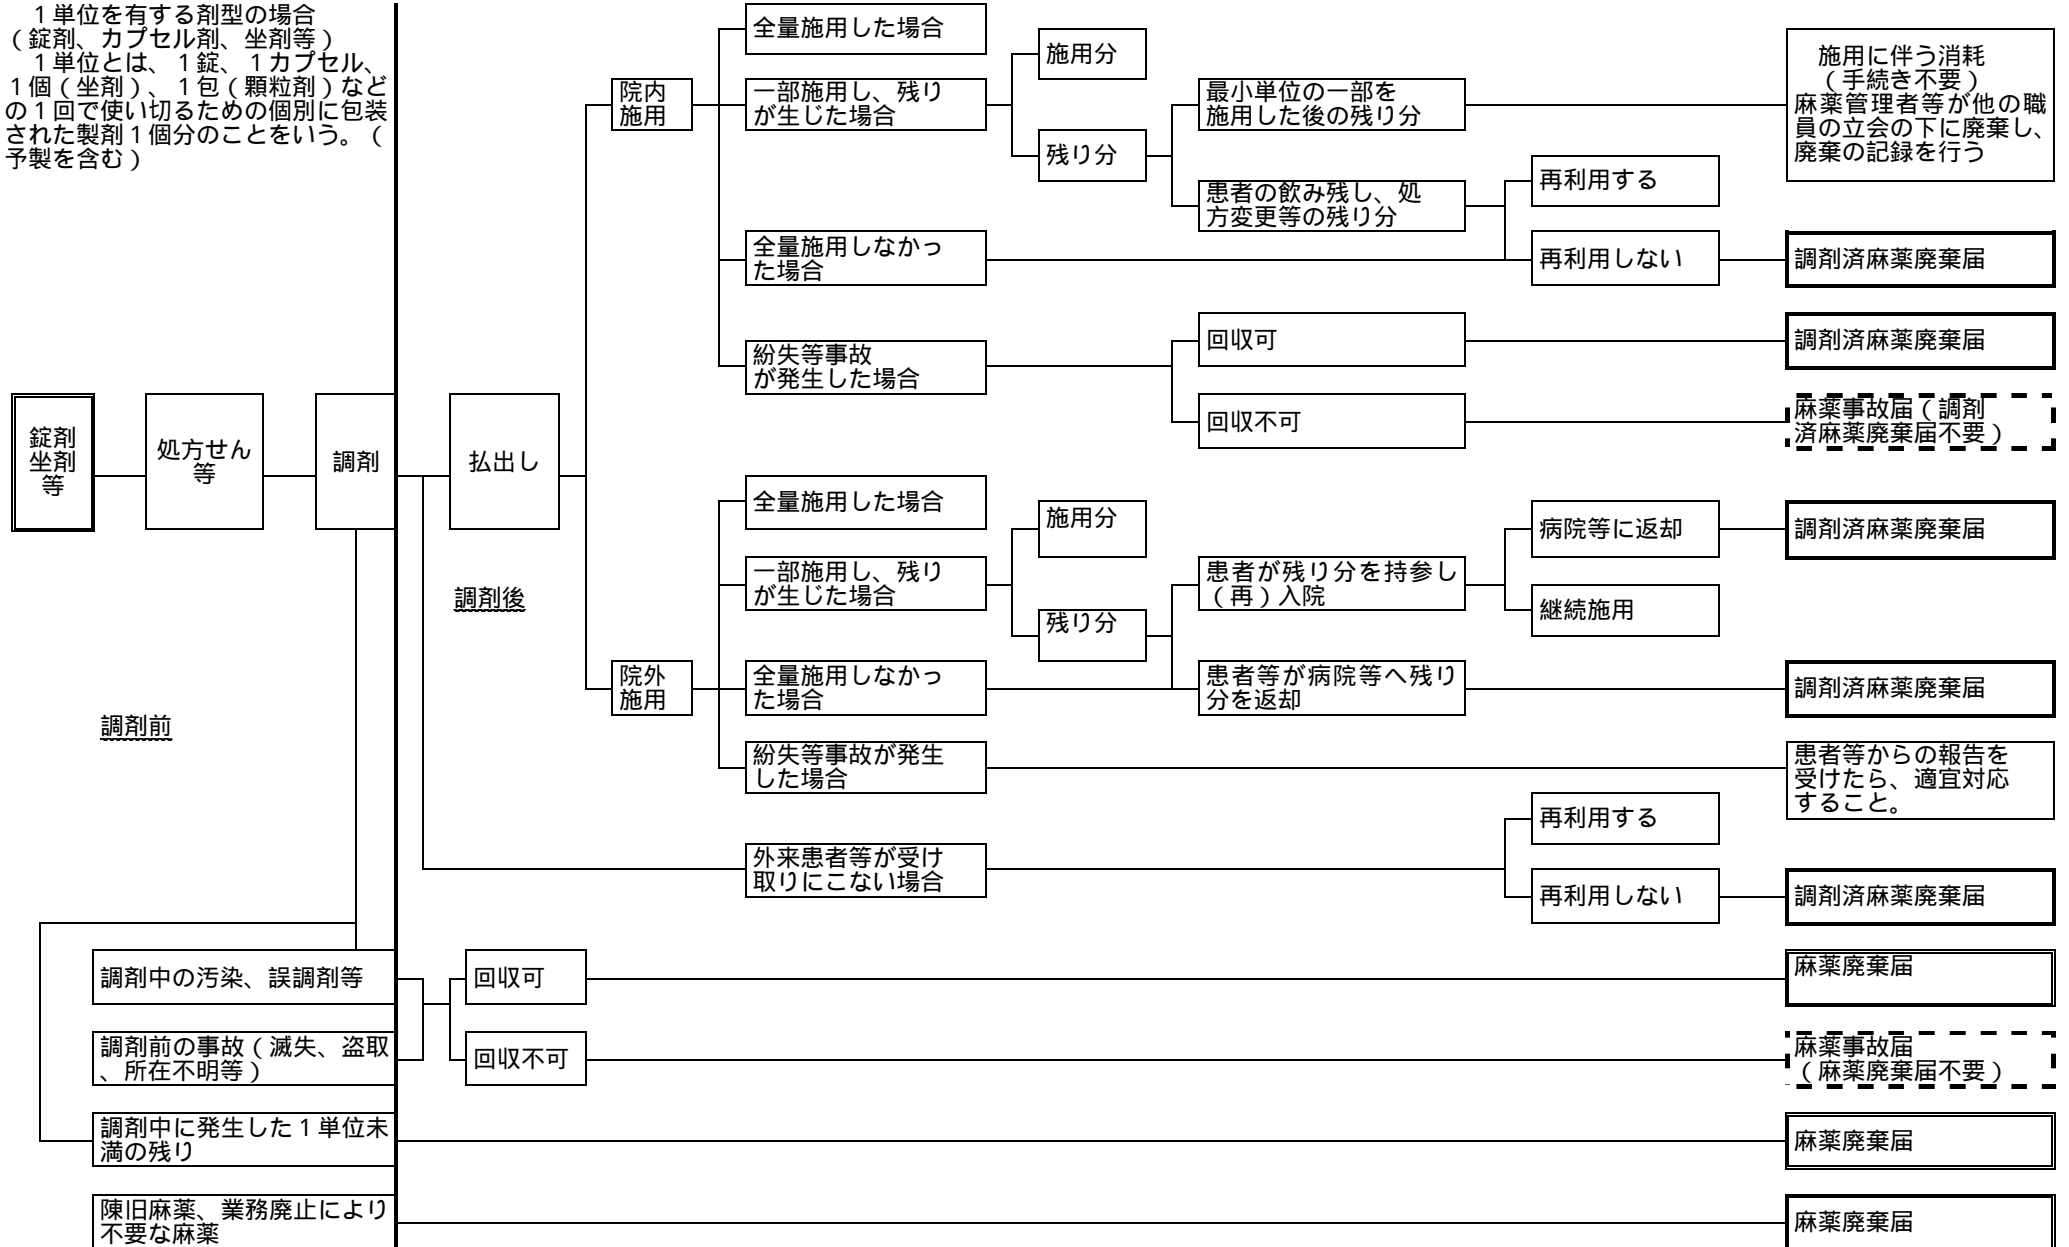 １単位を有する剤型の場合
（錠剤、カプセル剤、坐剤等）
１単位とは、１錠、１カプセル、
１個（坐剤）、１包（顆粒剤）など
の１回で使い切るための個別に包装
された製剤１個分のことをいう。（
予製を含む）
全量施用した場合
施用分
院内
施用
一部施用し、残り
が生じた場合
最小単位の一部を
施用した後の残り分
施用に伴う消耗
（手続き不要）
麻薬管理者等が他の職
員の立会の下に廃棄し、
廃棄の記録を行う
残り分
患者の飲み残し、処
方変更等の残り分
再利用する
全量施用しなかっ
た場合
再利用しない
調剤済麻薬廃棄届
紛失等事故
が発生した場合
回収可
調剤済麻薬廃棄届
回収不可
麻薬事故届（調剤
済麻薬廃棄届不要）
錠剤
坐剤
等
処方せん
等
調剤
払出し
全量施用した場合
施用分
病院等に返却
調剤済麻薬廃棄届
調剤後
一部施用し、残り
が生じた場合
患者が残り分を持参し
（再）入院
継続施用
残り分
院外
施用
全量施用しなかっ
た場合
患者等が病院等へ残り
分を返却
調剤済麻薬廃棄届
調剤前
紛失等事故が発生
した場合
患者等からの報告を
受けたら、適宜対応
すること。
再利用する
外来患者等が受け
取りにこない場合
再利用しない
調剤済麻薬廃棄届
調剤中の汚染、誤調剤等
回収可
麻薬廃棄届
調剤前の事故（滅失、盗取
、所在不明等）
回収不可
麻薬事故届
（麻薬廃棄届不要）
調剤中に発生した１単位未
満の残り
麻薬廃棄届
陳旧麻薬、業務廃止により
不要な麻薬
麻薬廃棄届